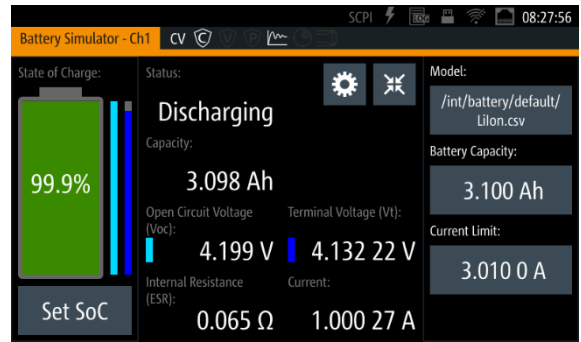 SCPI LOG 08:27:56
Battery Simulator - Ch1 CV C V P
State of Charge:
99.9%
Set SoC
Status:
Discharging
Capacity:
3.098 Ah
Open Circuit Voltage
(Voc):
4.199 V
Terminal Voltage (Vt):
4.132 22 V
Internal Resistance
(ESR):
0.065 Ω
Current:
1.000 27 A
Model:
/int/battery/default/
LiIon.csv
Battery Capacity:
3.100 Ah
Current Limit:
3.010 0 A